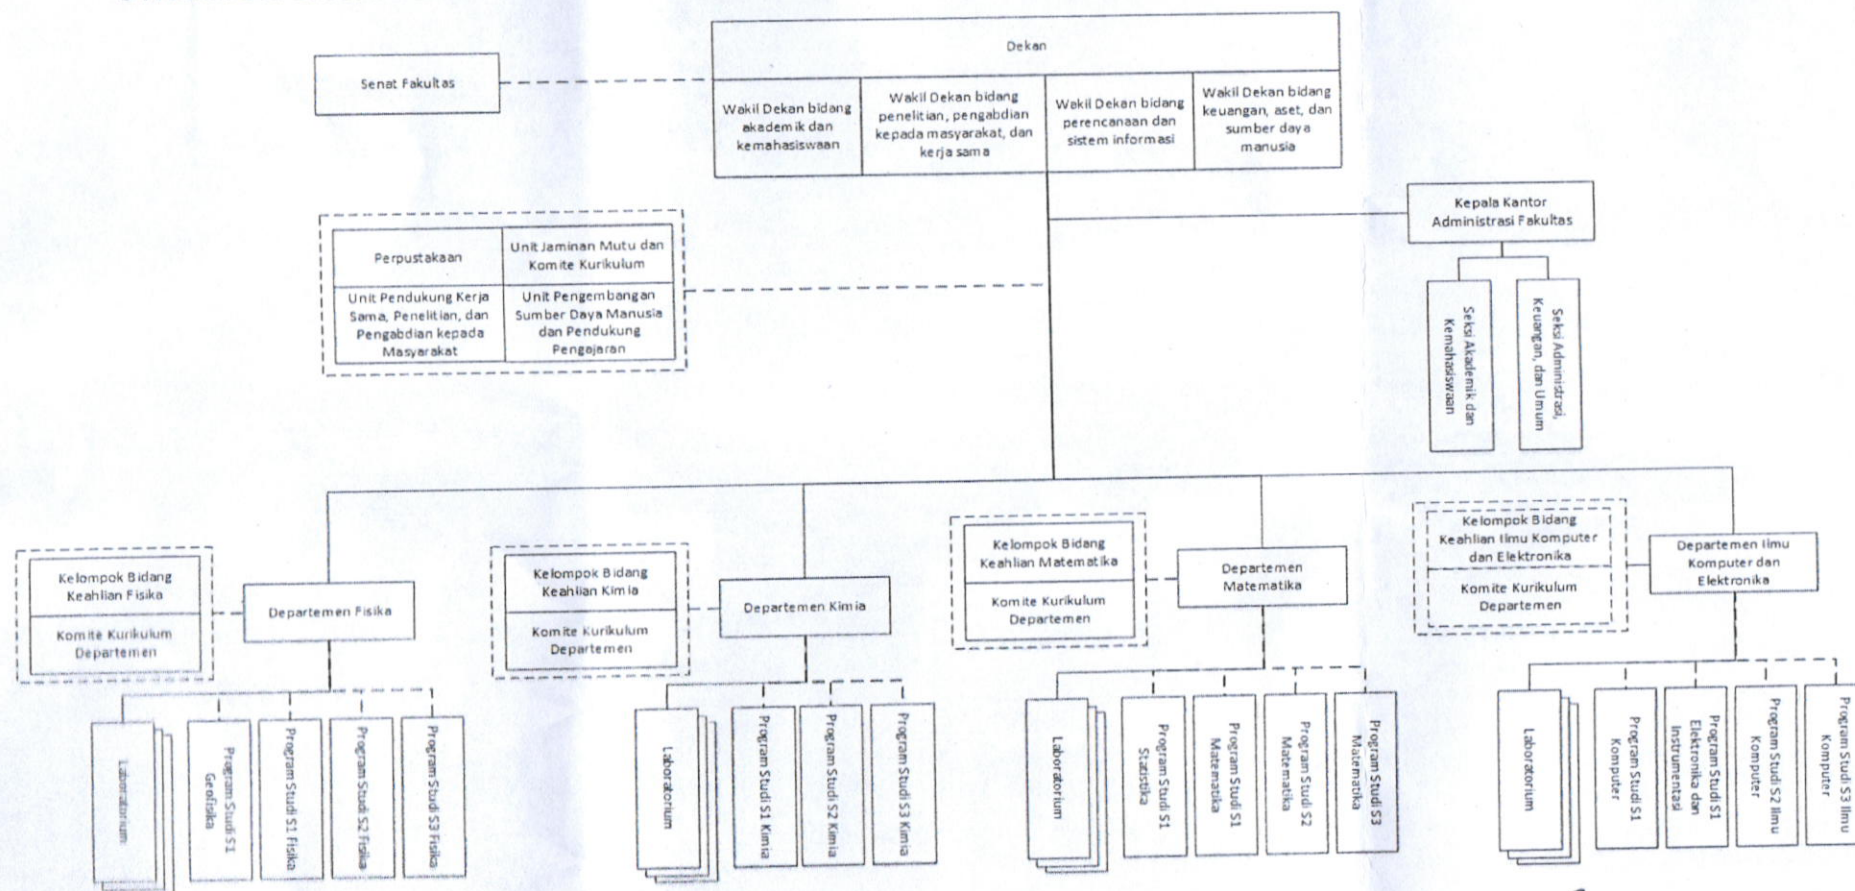 Dekan
Senat Fakultas
Wakil Dekan bidang
akademik dan
kemahasiswaan
Wakil Dekan bidang
penelitian, pengabdian
kepada masyarakat, dan
kerja sama
Wakil Dekan bidang
perencanaan dan
sistem informasi
Wakil Dekan bidang
keuangan, aset, dan
sumber daya
manusia
Kepala Kantor
Administrasi Fakultas
Seksi Akademik dan
Kemahasiswaan
Seksi Administrasi,
Keuangan, dan Umum
Perpustakaan
Unit Jaminan Mutu dan
Komite Kurikulum
Unit Pendukung Kerja
Sama, Penelitian, dan
Pengabdian kepada
Masyarakat
Unit Pengembangan
Sumber Daya Manusia
dan Pendukung
Pengajaran
Kelompok Bidang
Keahlian Fisika
Komite Kurikulum
Departemen
Departemen Fisika
Laboratorium
Program Studi S1
Geofisika
Program Studi S1 Fisika
Program Studi S2 Fisika
Program Studi S3 Fisika
Kelompok Bidang
Keahlian Kimia
Komite Kurikulum
Departemen
Departemen Kimia
Laboratorium
Program Studi S1 Kimia
Program Studi S2 Kimia
Program Studi S3 Kimia
Kelompok Bidang
Keahlian Matematika
Komite Kurikulum
Departemen
Departemen
Matematika
Laboratorium
Program Studi S1
Statistika
Program Studi S1
Matematika
Program Studi S2
Matematika
Program Studi S3
Matematika
Kelompok Bidang
Keahlian Ilmu Komputer
dan Elektronika
Komite Kurikulum
Departemen
Departemen Ilmu
Komputer dan
Elektronika
Laboratorium
Program Studi S1
Komputer
Program Studi S1
Elektronika dan
Instrumentasi
Program Studi S2 Ilmu
Komputer
Program Studi S3 Ilmu
Komputer